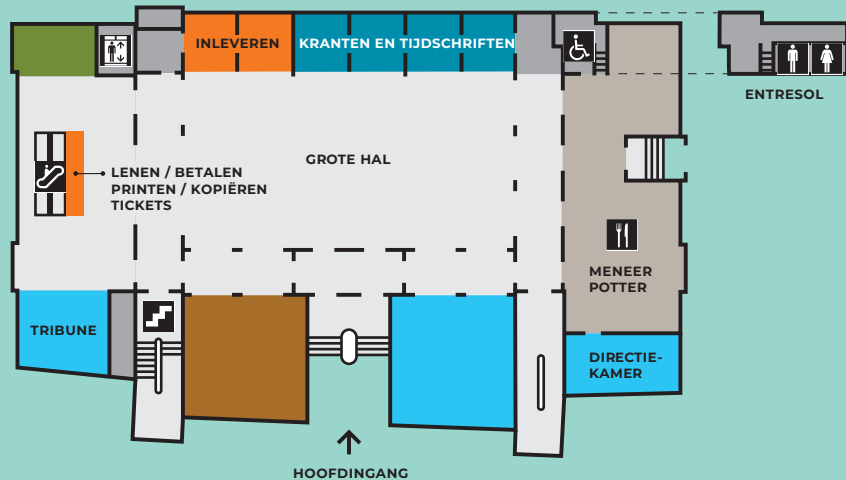 INLEVEREN
KRANTEN EN TIJDSCHRIFTEN
ENTRESOL
GROTE HAL
LENEN / BETALEN
PRINTEN / KOPIËREN
TICKETS
MENEER
POTTER
TRIBUNE
DIRECTIE-
KAMER
HOOFDINGANG